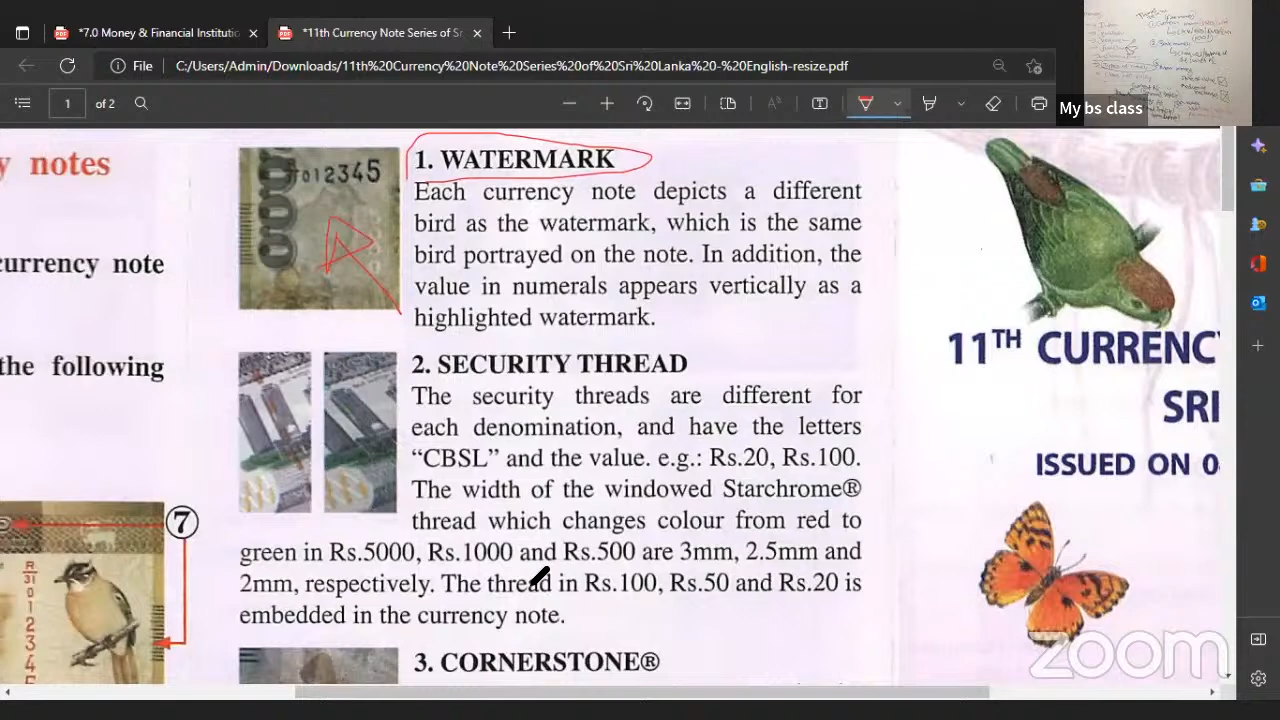 *7.0 Money & Financial Institutio
*11th Currency Note Series of Sr
File
C:/Users/Admin/Downloads/11th%20Currency%20Note%20Series%20of%20Sri%20Lanka%20-%20English-resize.pdf
1 of 2
My bs class
y notes
currency note
the following
7
012345
1. WATERMARK
Each currency note depicts a different
bird as the watermark, which is the same
bird portrayed on the note. In addition, the
value in numerals appears vertically as a
highlighted watermark.
2. SECURITY THREAD
The security threads are different for
each denomination, and have the letters
“CBSL” and the value. e.g.: Rs.20, Rs.100.
The width of the windowed Starchrome®
thread which changes colour from red to
green in Rs.5000, Rs.1000 and Rs.500 are 3mm, 2.5mm and
2mm, respectively. The thread in Rs.100, Rs.50 and Rs.20 is
embedded in the currency note.
3. CORNERSTONE®
11TH CURRENCY
SRI
ISSUED ON 0
zoom